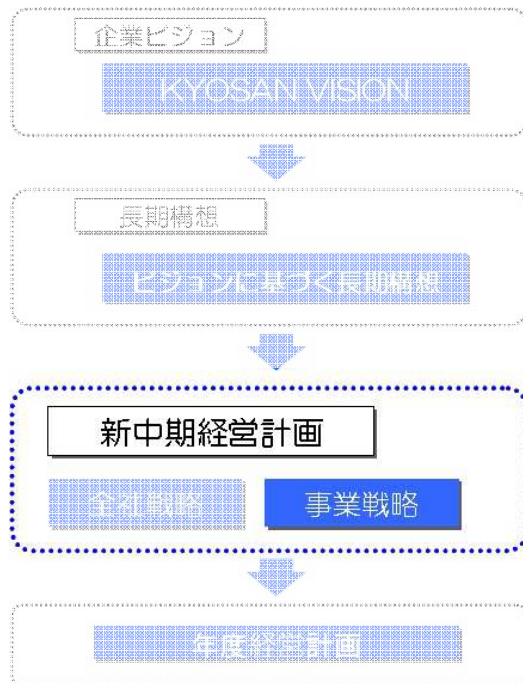 企業ビジョン
KYOSAN VISION
長期構想
ビジョンに基づく長期構想
新中期経営計画
全社戦略
事業戦略
年度経営計画